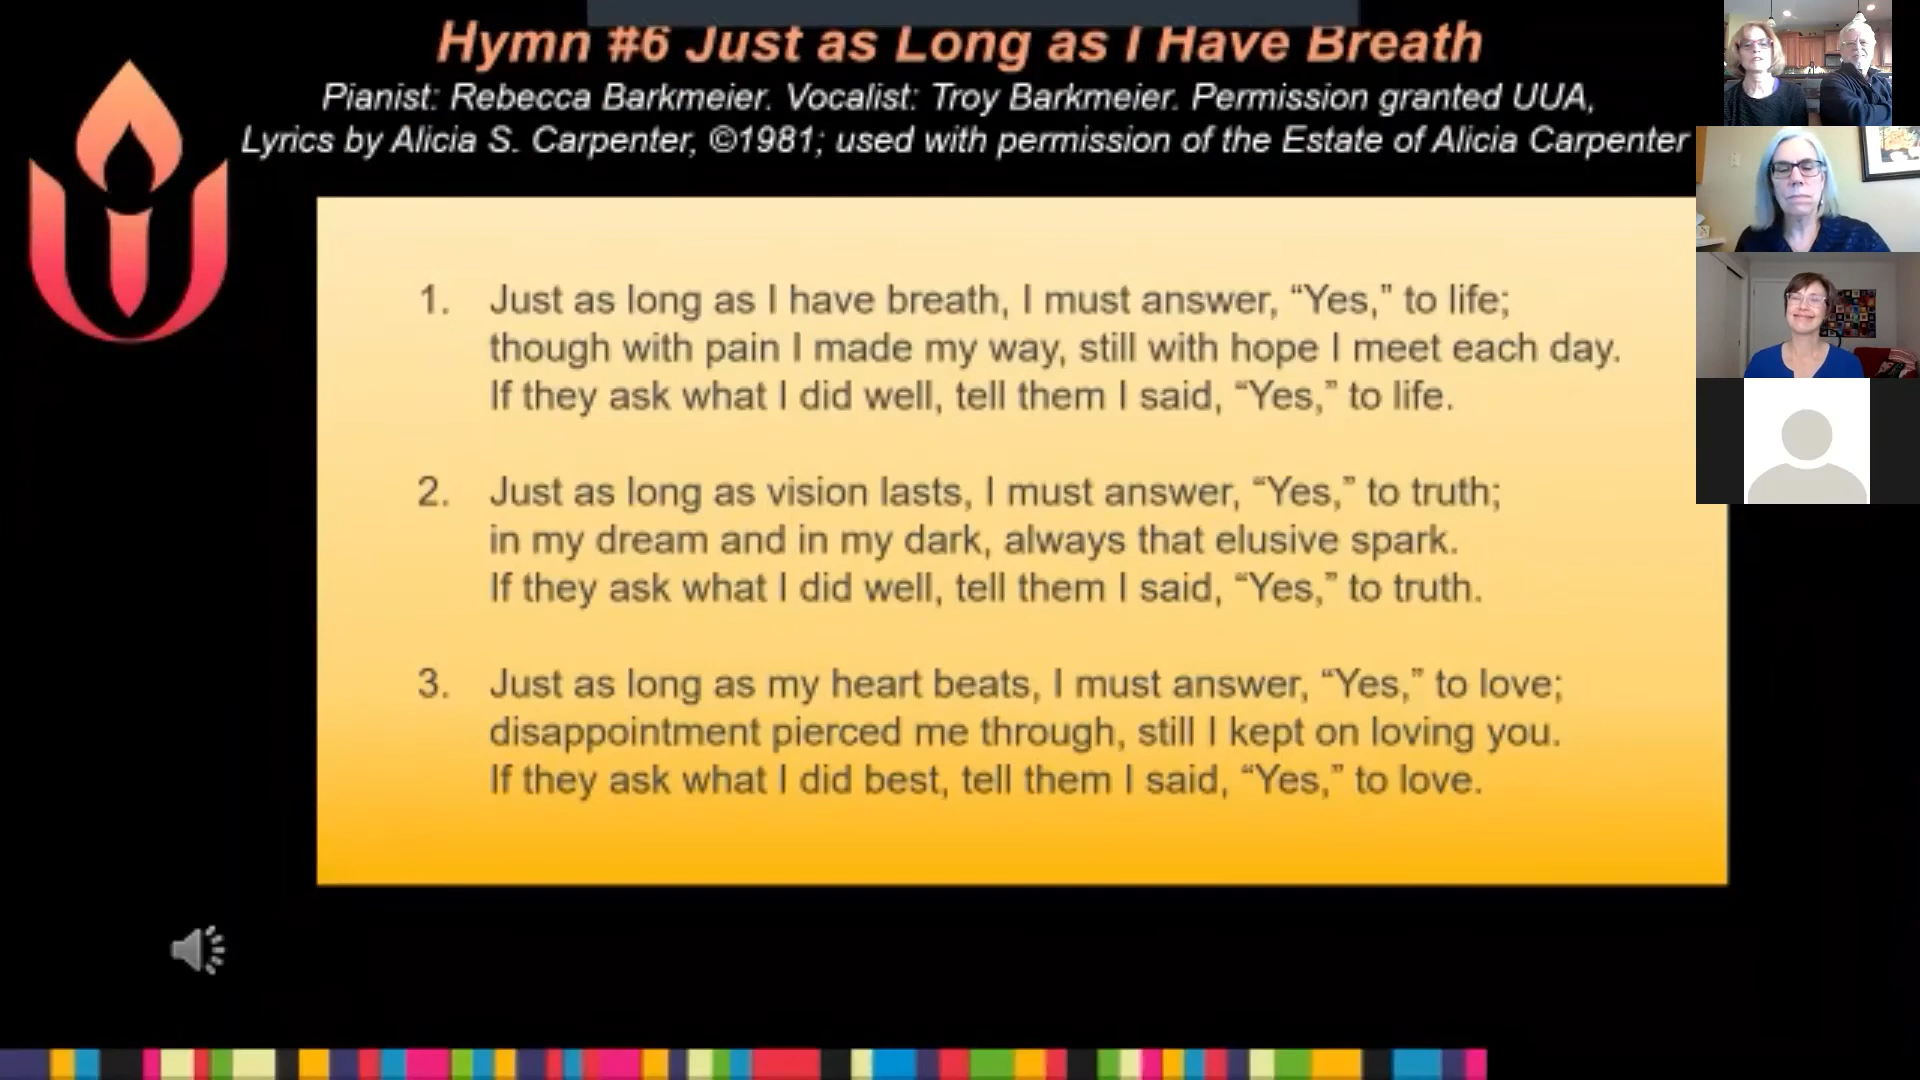 Hymn #6 Just as Long as I Have Breath
Pianist: Rebecca Barkmeier. Vocalist: Troy Barkmeier. Permission granted UUA,
Lyrics by Alicia S. Carpenter, ©1981; used with permission of the Estate of Alicia Carpenter
1. Just as long as I have breath, I must answer, “Yes,” to life;
though with pain I made my way, still with hope I meet each day.
If they ask what I did well, tell them I said, “Yes,” to life.
2. Just as long as vision lasts, I must answer, “Yes,” to truth;
in my dream and in my dark, always that elusive spark.
If they ask what I did well, tell them I said, “Yes,” to truth.
3. Just as long as my heart beats, I must answer, “Yes,” to love;
disappointment pierced me through, still I kept on loving you.
If they ask what I did best, tell them I said, “Yes,” to love.